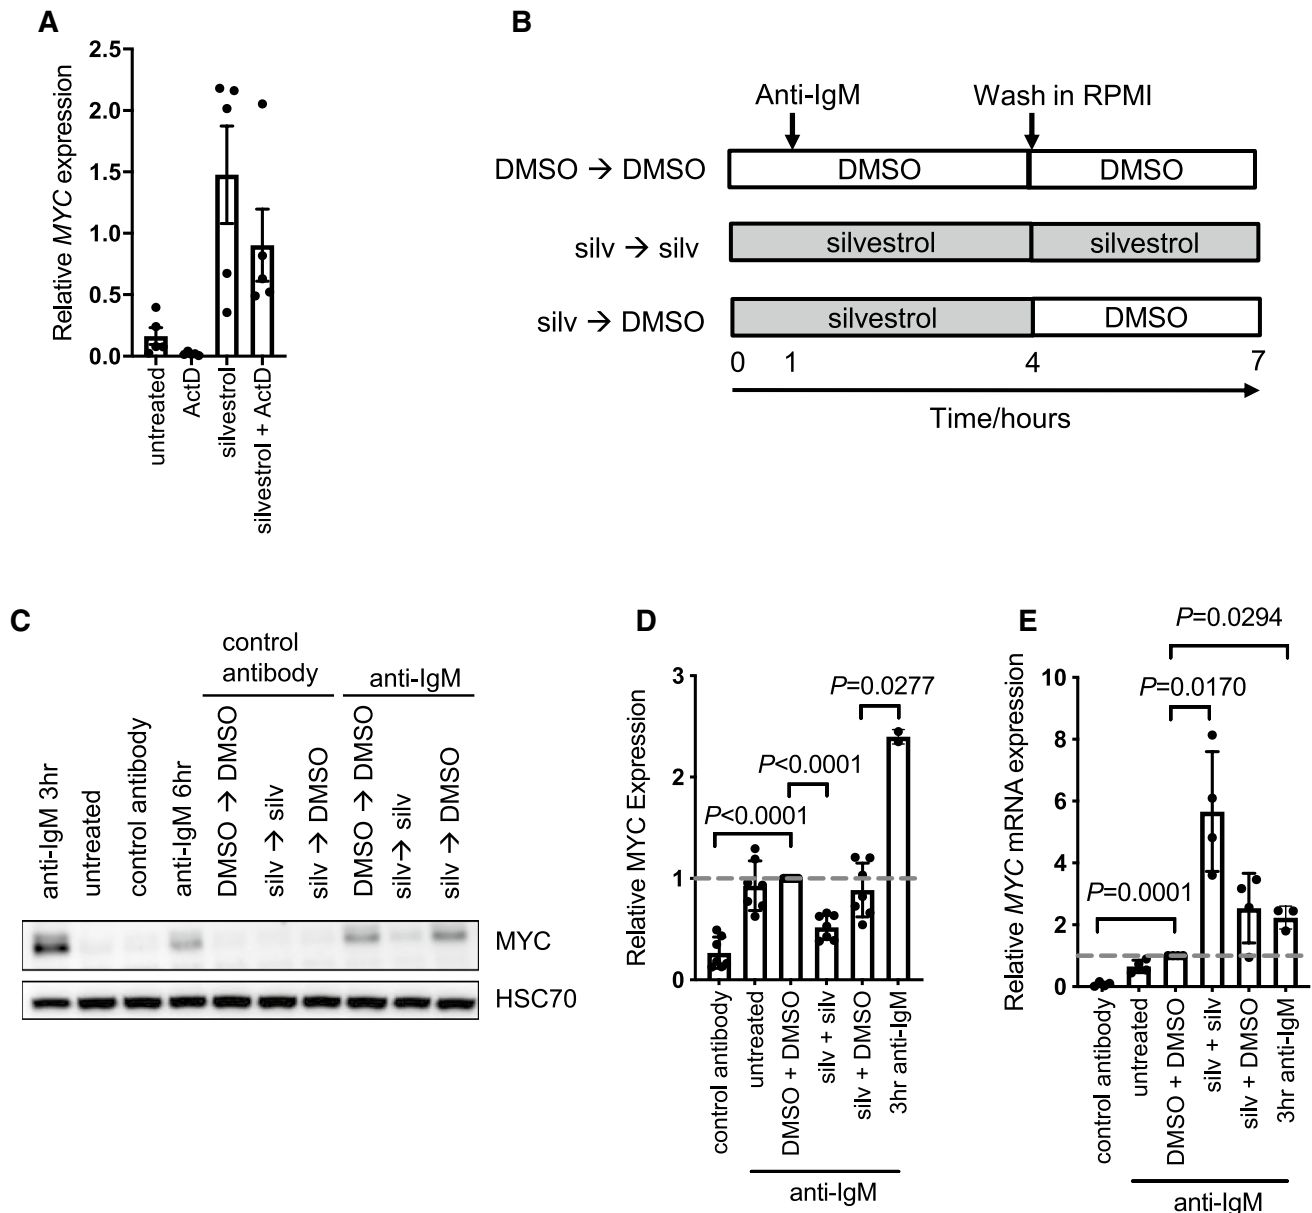 A
2.5
2.0
1.5
1.0
0.5
0.0
Relative MYC expression
untreated
ActD
silvestrol
silvestrol + ActD
B
Anti-IgM
Wash in RPMI
DMSO → DMSO
DMSO
DMSO
silv → silv
silvestrol
silvestrol
silv → DMSO
silvestrol
DMSO
0 1 4 7
Time/hours
C
control
antibody
anti-IgM
anti-IgM 3hr
untreated
control antibody
anti-IgM 6hr
DMSO → DMSO
silv → silv
silv → DMSO
DMSO → DMSO
silv→ silv
silv → DMSO
MYC
HSC70
D
3
2
1
0
Relative MYC Expression
P=0.0277
P<0.0001
P<0.0001
control antibody
untreated
DMSO + DMSO
silv + silv
silv + DMSO
3hr anti-IgM
anti-IgM
E
P=0.0294
P=0.0170
P=0.0001
10
8
6
4
2
0
Relative MYC mRNA expression
control antibody
untreated
DMSO + DMSO
silv + silv
silv + DMSO
3hr anti-IgM
anti-IgM